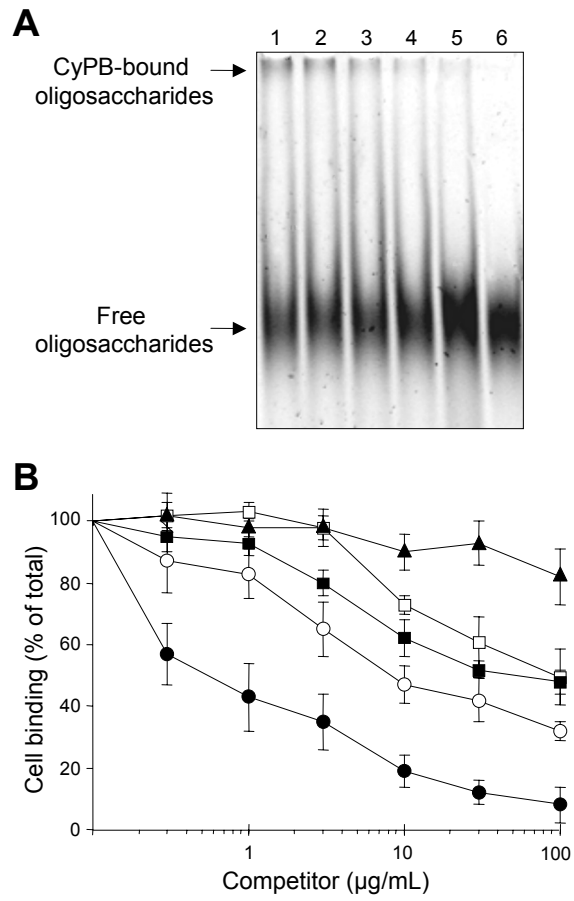 A
1 2 3 4 5 6
CyPB-bound
oligosaccharides
Free
oligosaccharides
B
100
80
60
40
20
0
Cell binding (% of total)
1 10 100
Competitor (µg/mL)